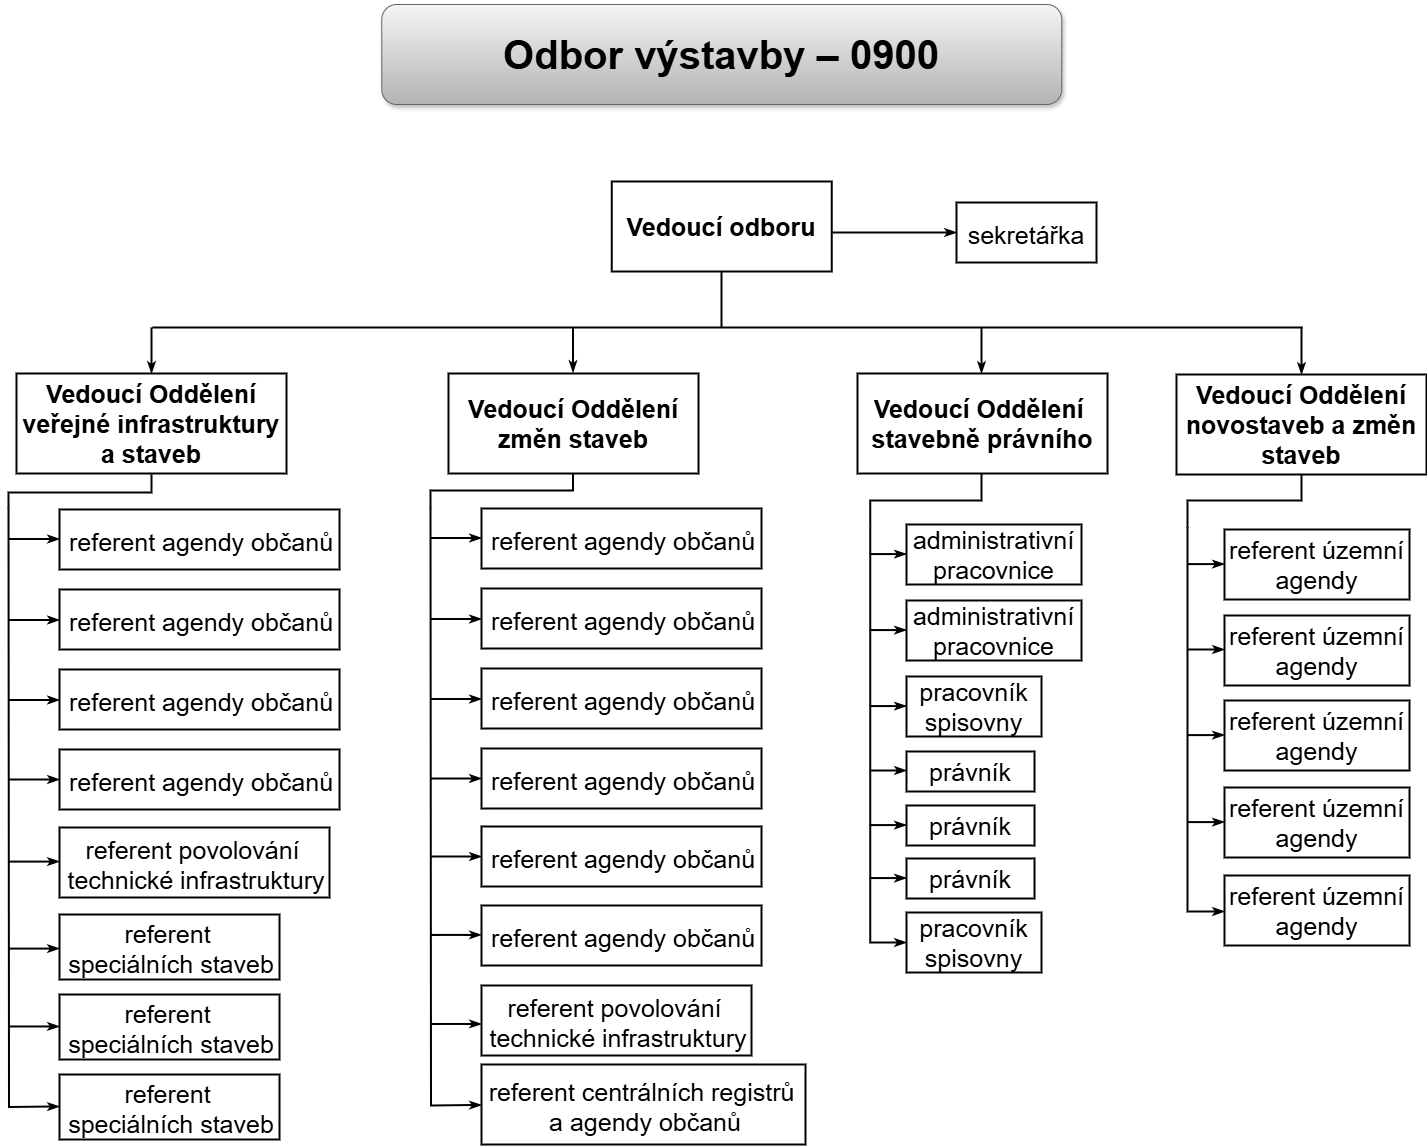 Odbor výstavby – 0900
Vedoucí odboru
sekretářka
Vedoucí Oddělení
veřejné infrastruktury
a staveb
referent agendy občanů
referent agendy občanů
referent agendy občanů
referent agendy občanů
referent povolování
technické infrastruktury
referent
speciálních staveb
referent
speciálních staveb
referent
speciálních staveb
Vedoucí Oddělení
změn staveb
referent agendy občanů
referent agendy občanů
referent agendy občanů
referent agendy občanů
referent agendy občanů
referent agendy občanů
referent povolování
technické infrastruktury
referent centrálních registrů
a agendy občanů
Vedoucí Oddělení
stavebně právního
administrativní
pracovnice
administrativní
pracovnice
pracovník
spisovny
právník
právník
právník
pracovník
spisovny
Vedoucí Oddělení
novostaveb a změn
staveb
referent územní
agendy
referent územní
agendy
referent územní
agendy
referent územní
agendy
referent územní
agendy